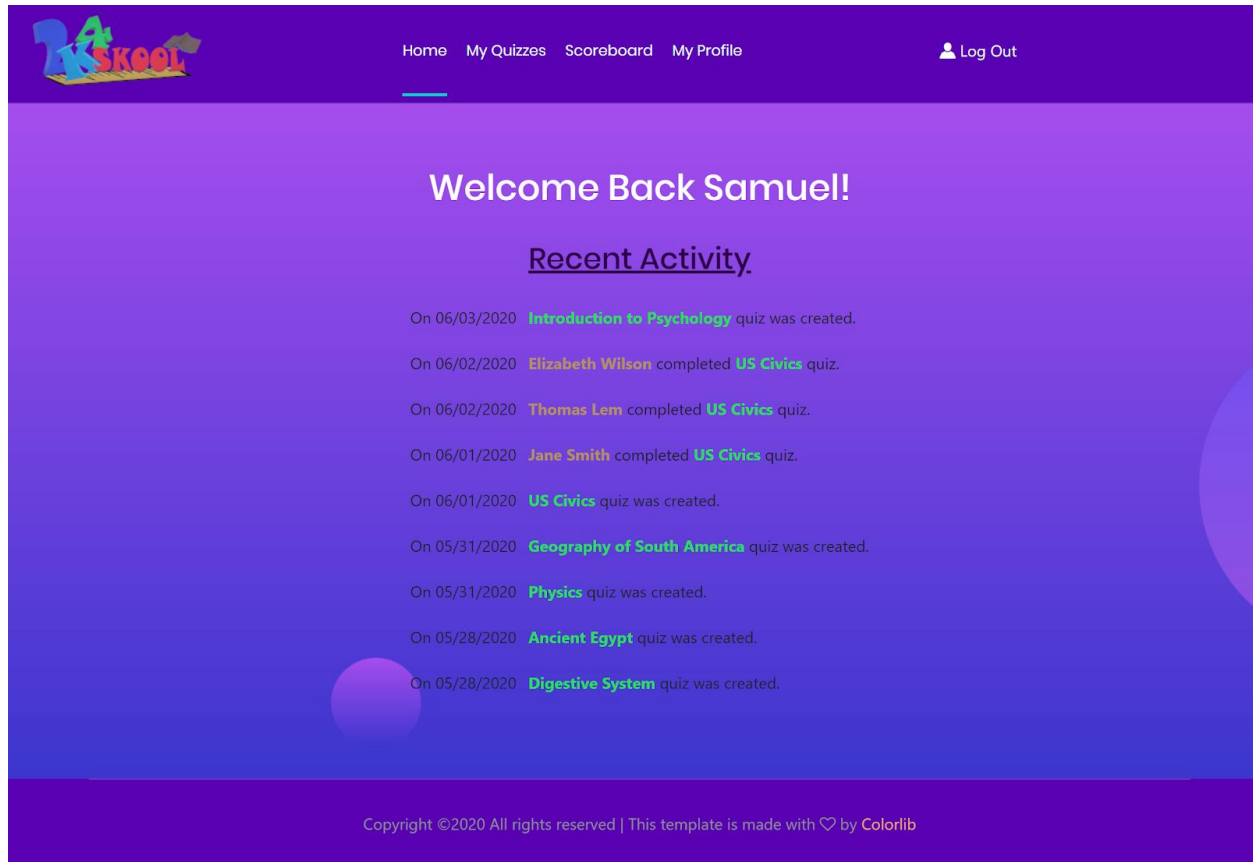 2K4SKOOL
Home My Quizzes Scoreboard My Profile Log Out
Welcome Back Samuel!
Recent Activity
On 06/03/2020 Introduction to Psychology quiz was created.
On 06/02/2020 Elizabeth Wilson completed US Civics quiz.
On 06/02/2020 Thomas Lem completed US Civics quiz.
On 06/01/2020 Jane Smith completed US Civics quiz.
On 06/01/2020 US Civics quiz was created.
On 05/31/2020 Geography of South America quiz was created.
On 05/31/2020 Physics quiz was created.
On 05/28/2020 Ancient Egypt quiz was created.
On 05/28/2020 Digestive System quiz was created.
Copyright ©2020 All rights reserved | This template is made with ♡ by Colorlib